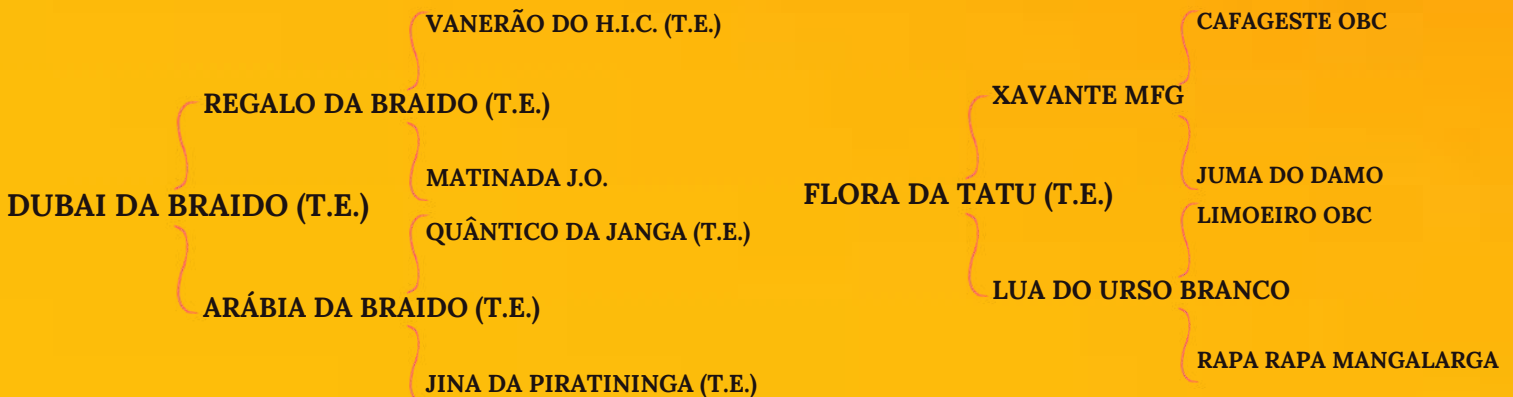 VANERÃO DO H.I.C. (T.E.)
REGALO DA BRAIDO (T.E.)
MATINADA J.O.
DUBAI DA BRAIDO (T.E.)
QUÂNTICO DA JANGA (T.E.)
ARÁBIA DA BRAIDO (T.E.)
JINA DA PIRATININGA (T.E.)
CAFAGESTE OBC
XAVANTE MFG
JUMA DO DAMO
FLORA DA TATU (T.E.)
LIMOEIRO OBC
LUA DO URSO BRANCO
RAPA RAPA MANGALARGA